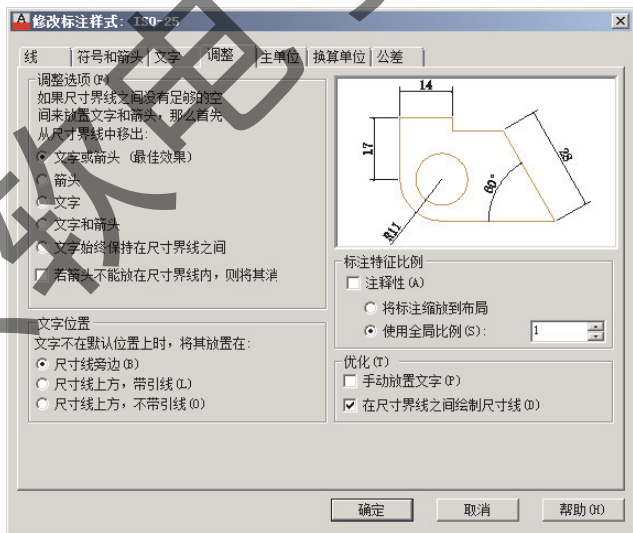 修改标注样式: ISO-25
线 符号和箭头 文字 调整 主单位 换算单位 公差
调整选项(F)
如果尺寸界线之间没有足够的空
间来放置文字和箭头，那么首先
从尺寸界线中移出:
文字或箭头 (最佳效果)
箭头
文字
文字和箭头
文字始终保持在尺寸界线之间
若箭头不能放在尺寸界线内，则将其消
文字位置
文字不在默认位置上时，将其放置在:
尺寸线旁边(B)
尺寸线上方，带引线(L)
尺寸线上方，不带引线(O)
14
17
28
60°
R11
标注特征比例
注释性(A)
将标注缩放到布局
使用全局比例(S): 1
优化(T)
手动放置文字(P)
在尺寸界线之间绘制尺寸线(D)
确定 取消 帮助(H)